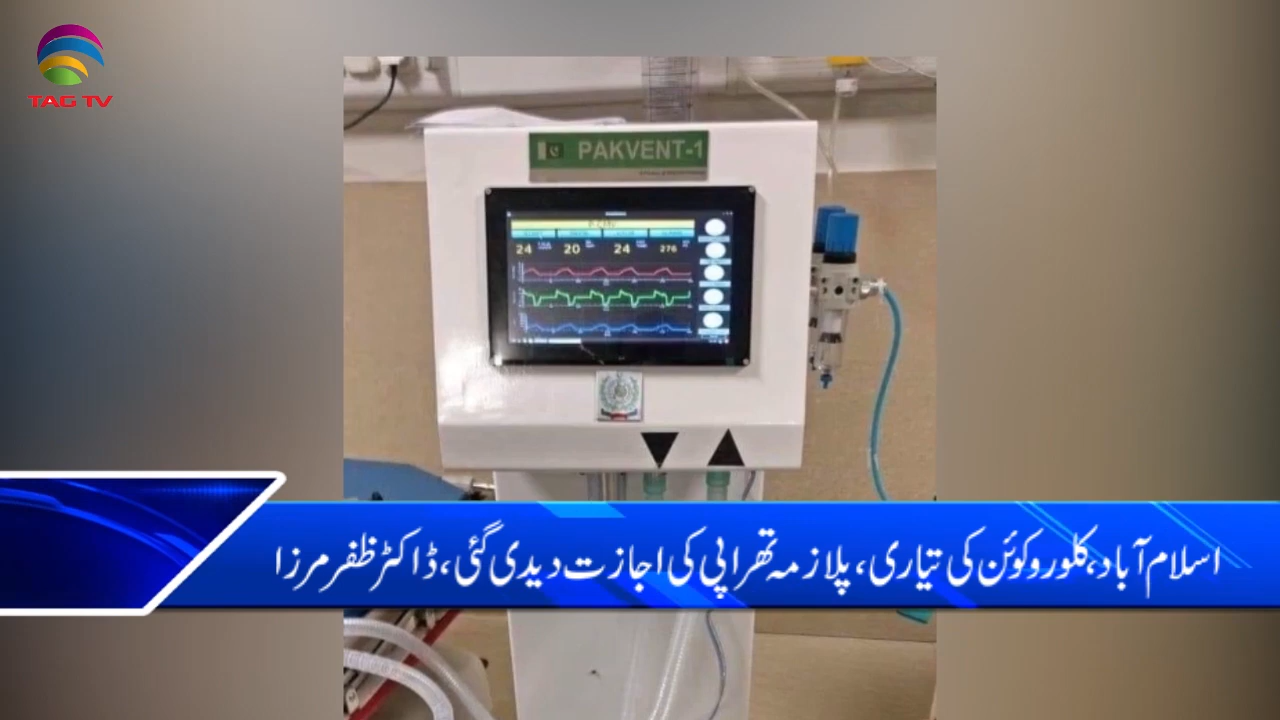 TAG TV
PAKVENT-1
24 20 24 276
اسلام آباد،کلوروکوئن کی تیاری، پلازمہ تھراپی کی اجازت دیدی گئی، ڈاکٹر ظفر مرزا